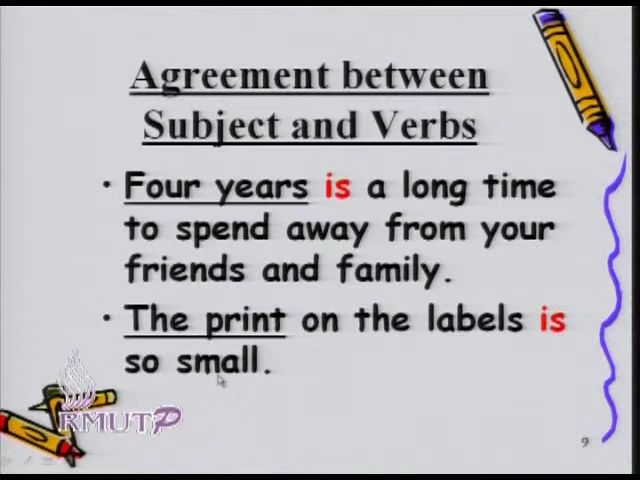 Agreement between
Subject and Verbs
• Four years is a long time
to spend away from your
friends and family.
• The print on the labels is
so small.
RMUTP
9